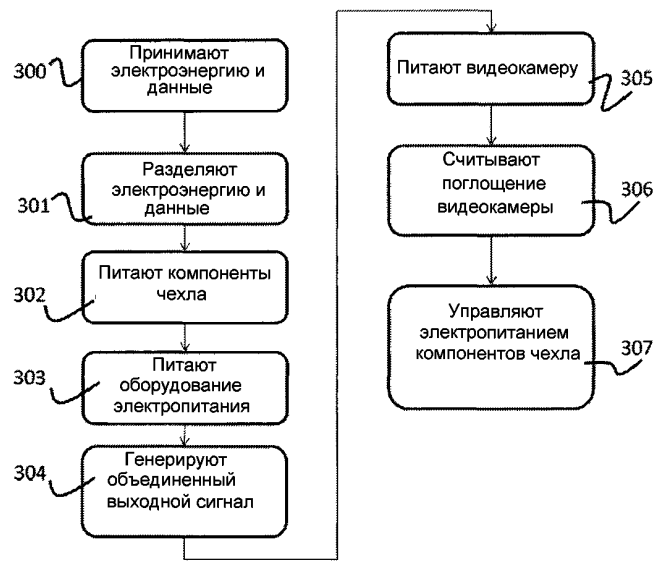 300
Принимают
электроэнергию и
данные
301
Разделяют
электроэнергию и
данные
302
Питают компоненты
чехла
303
Питают
оборудование
электропитания
304
Генерируют
объединенный
выходной сигнал
Питают видеокамеру
305
Считывают
поглощение
видеокамеры
306
Управляют
электропитанием
компонентов чехла
307